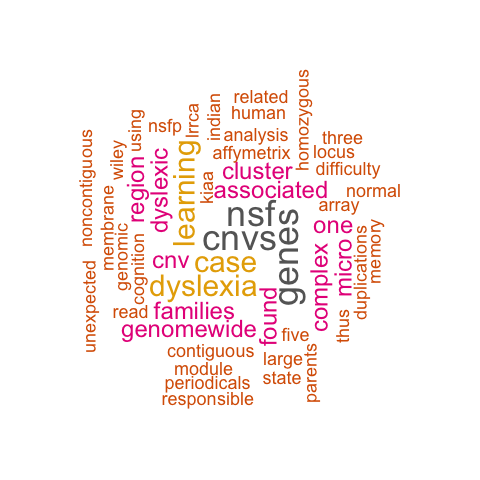 homozygous
related
human
indian
lrrca
using
nsfp
analysis
three
affymetrix
locus
wiley
noncontiguous
region
dyslexic
learning
kiaa
cluster
difficulty
associated
normal
array
membrane
genomic
cognition
nsf
cnvs
genes
complex
one
micro
duplications
memory
cnv
case
dyslexia
unexpected
read
families
genomewide
found
five
thus
contiguous
large
module
state
parents
periodicals
responsible